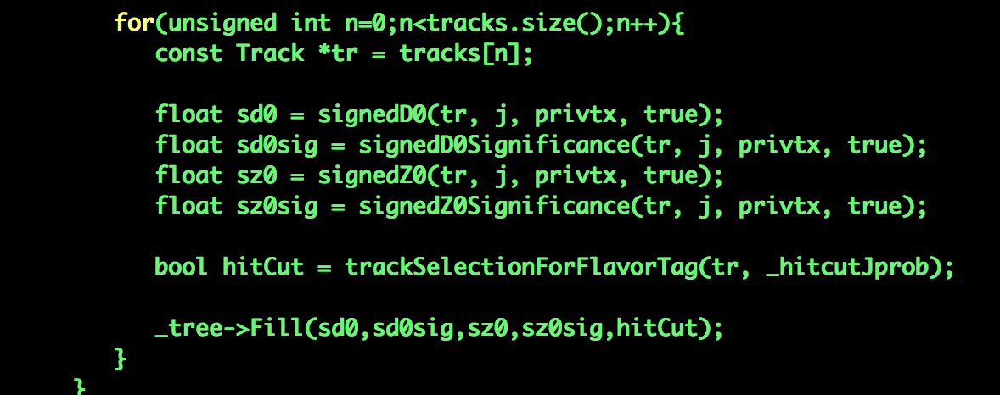 for(unsigned int n=0;n<tracks.size();n++){
const Track *tr = tracks[n];
float sd0 = signedD0(tr, j, privtx, true);
float sd0sig = signedD0Significance(tr, j, privtx, true);
float sz0 = signedZ0(tr, j, privtx, true);
float sz0sig = signedZ0Significance(tr, j, privtx, true);
bool hitCut = trackSelectionForFlavorTag(tr, _hitcutJprob);
_tree->Fill(sd0,sd0sig,sz0,sz0sig,hitCut);
}
}